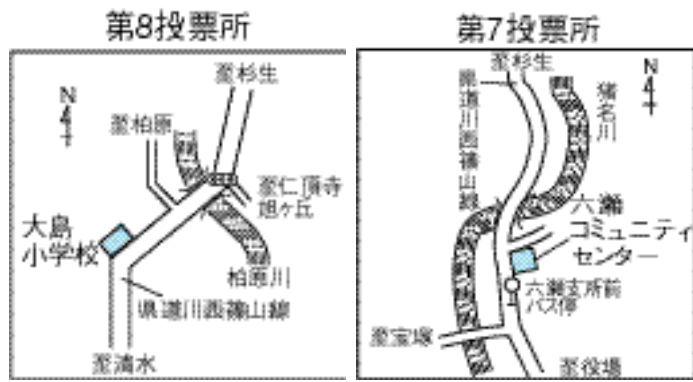 第8投票所
至杉生
N
至柏原
至仁頂寺
旭ヶ丘
大島
小学校
柏原川
県道川西篠山線
至清水
第7投票所
至杉生
N
県道川西篠山線
猪名川
六瀬
コミュニティ
センター
六瀬支所前
バス停
至宝塚
至役場